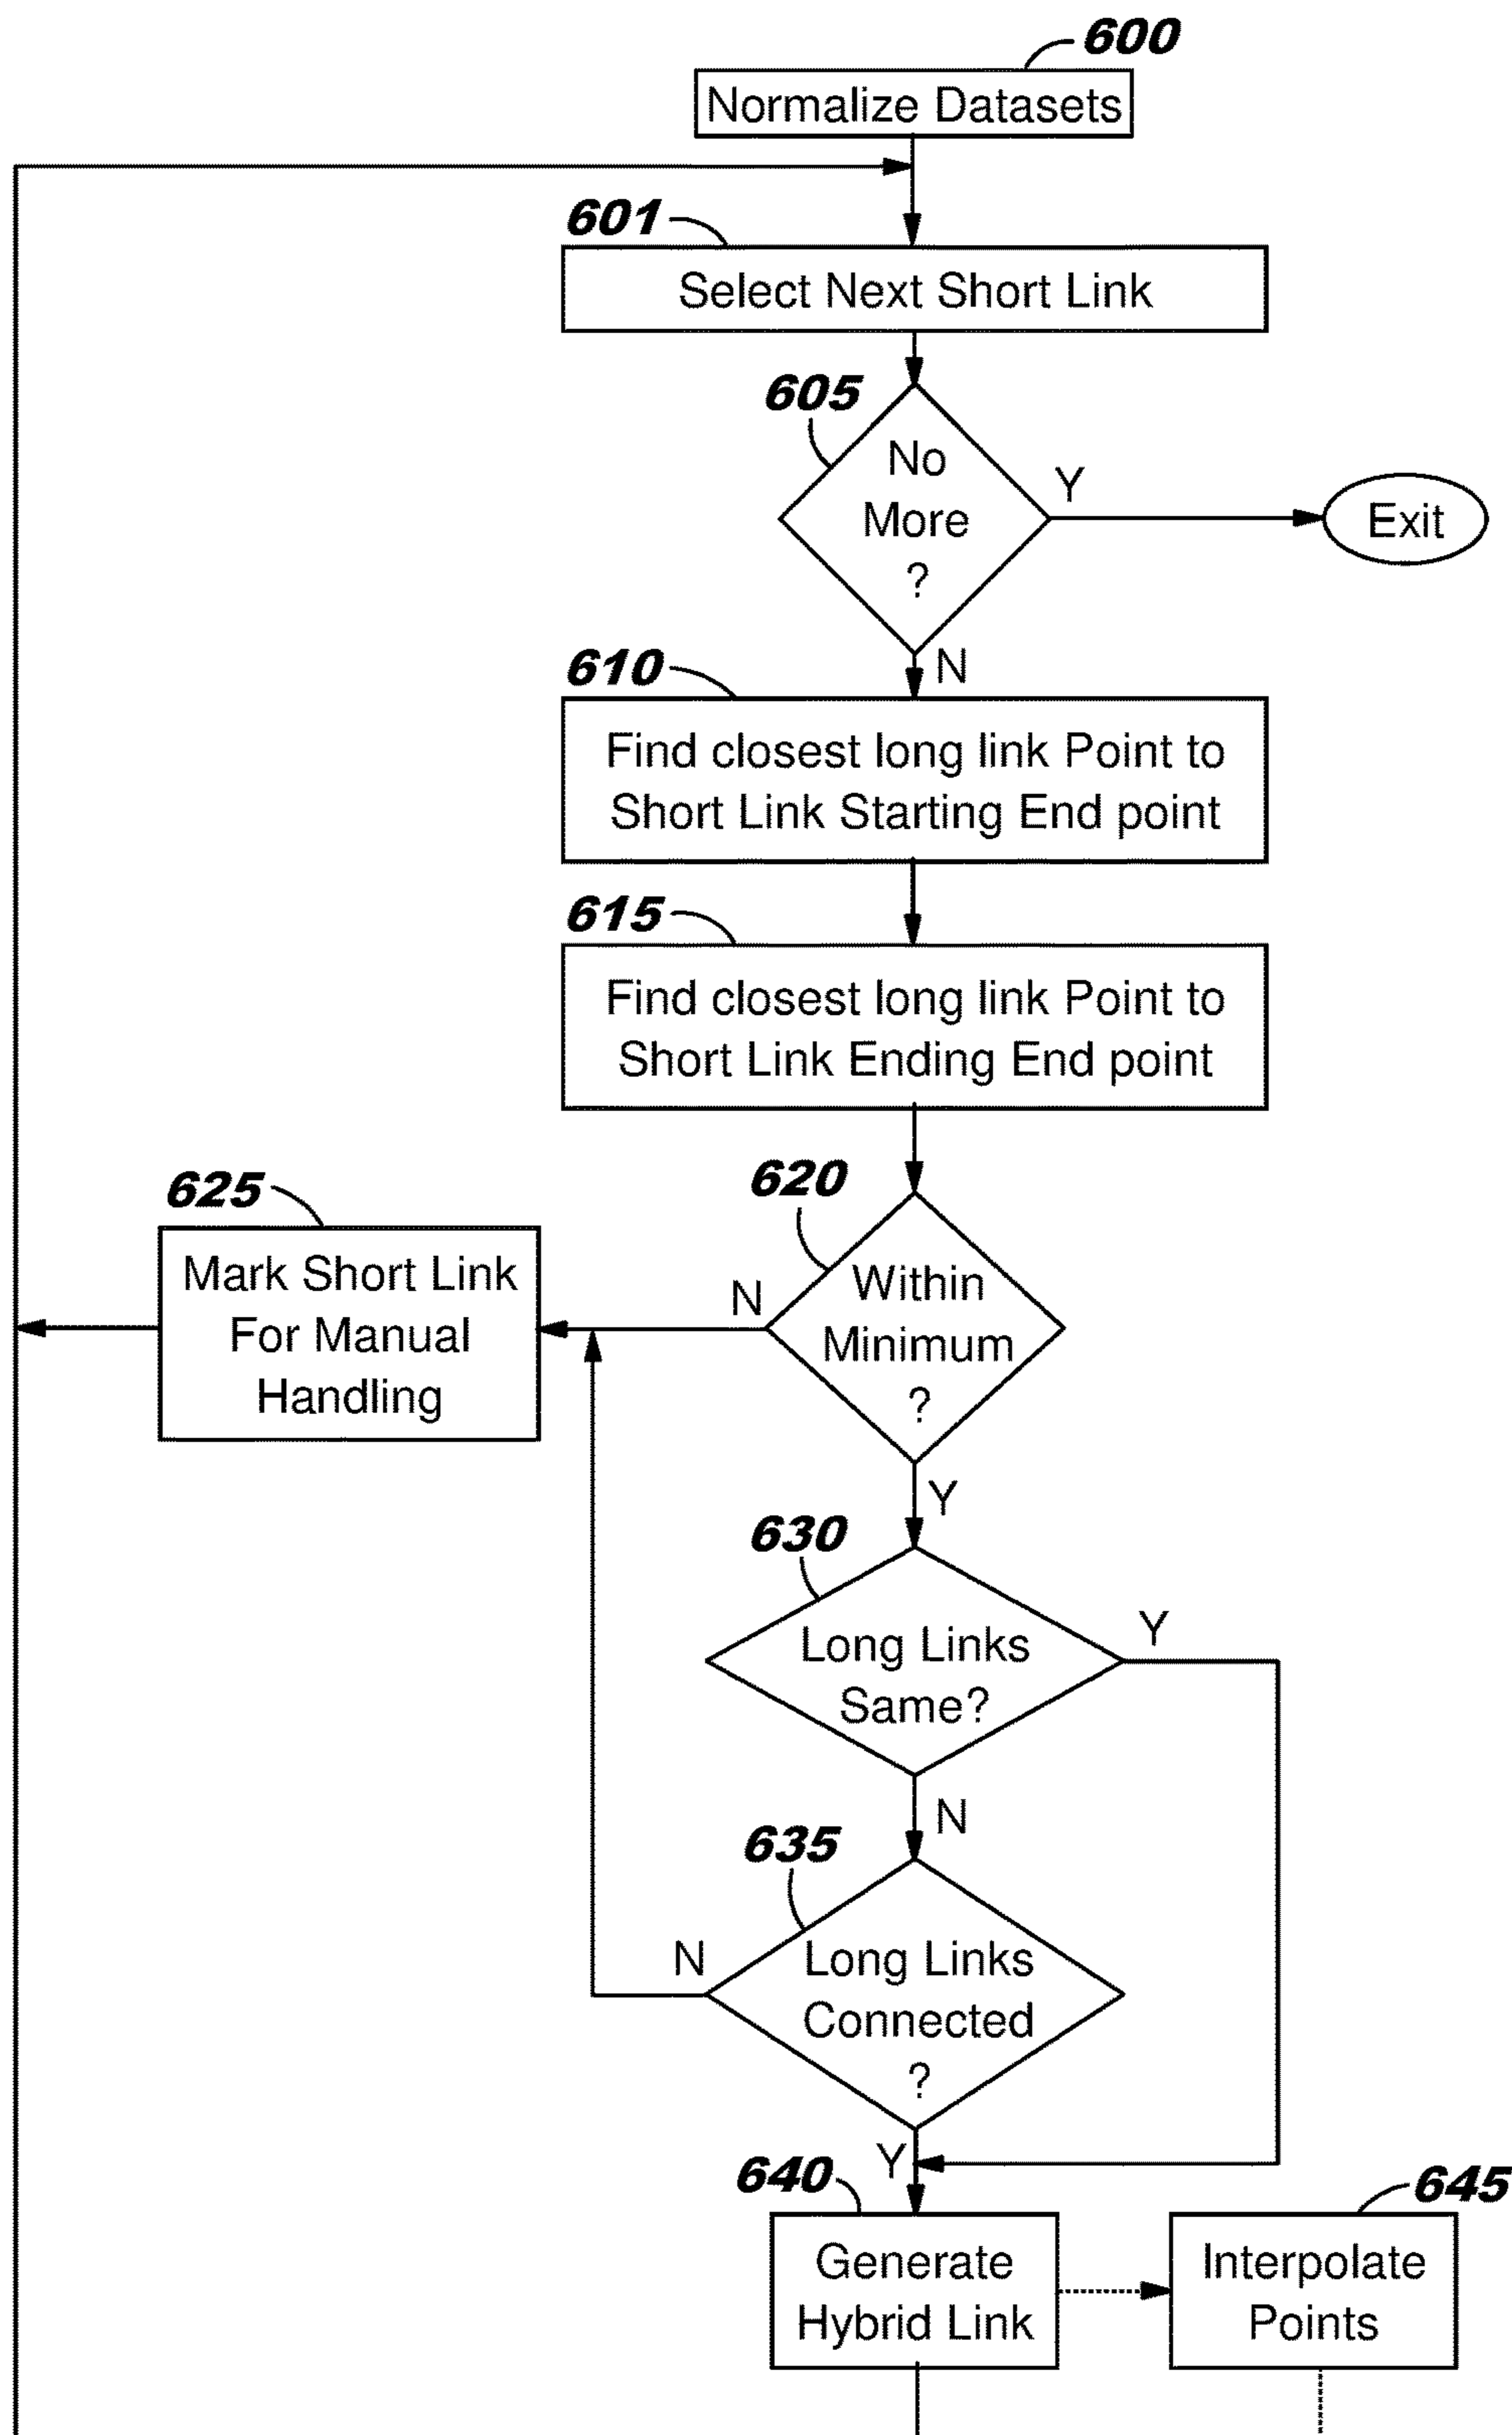 600
Normalize Datasets
601
Select Next Short Link
605
No
More
?
Y
Exit
N
610
Find closest long link Point to
Short Link Starting End point
615
Find closest long link Point to
Short Link Ending End point
620
Within
Minimum
?
N
625
Mark Short Link
For Manual
Handling
Y
630
Long Links
Same?
Y
N
635
Long Links
Connected
?
N
Y
640
Generate
Hybrid Link
645
Interpolate
Points